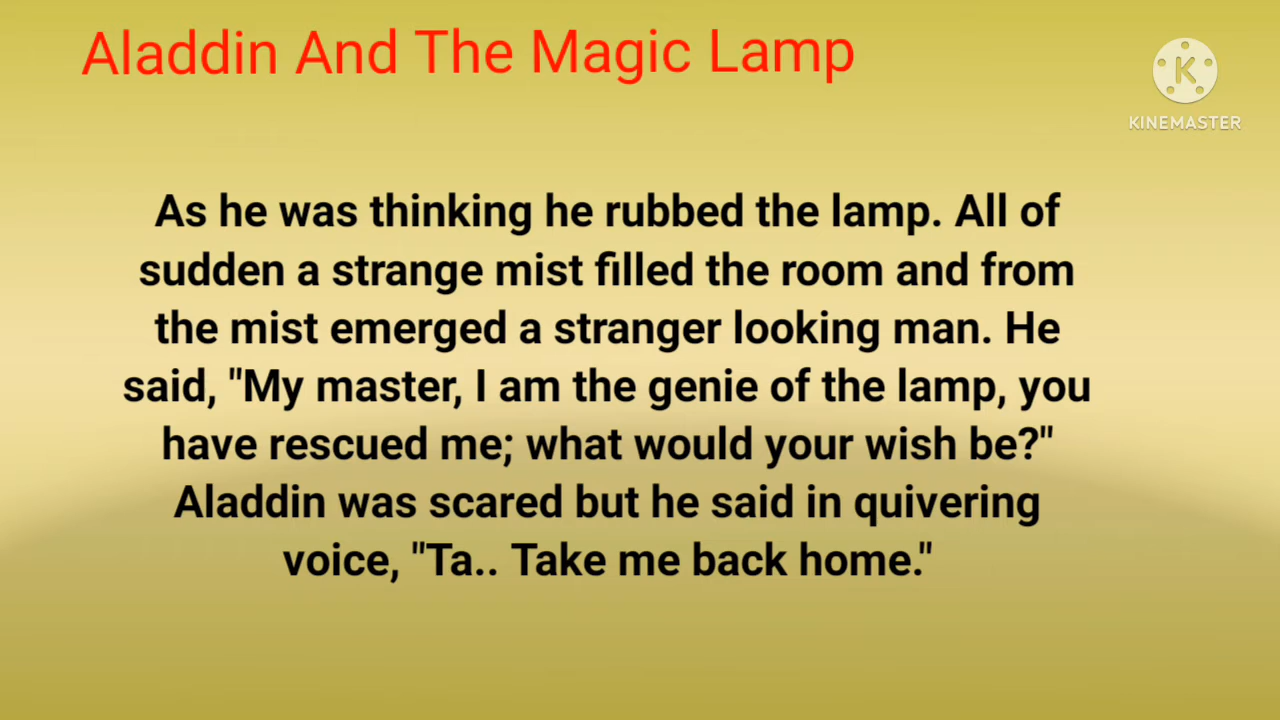 Aladdin And The Magic Lamp
K
KINEMASTER
As he was thinking he rubbed the lamp. All of
sudden a strange mist filled the room and from
the mist emerged a stranger looking man. He
said, "My master, I am the genie of the lamp, you
have rescued me; what would your wish be?"
Aladdin was scared but he said in quivering
voice, "Ta.. Take me back home."